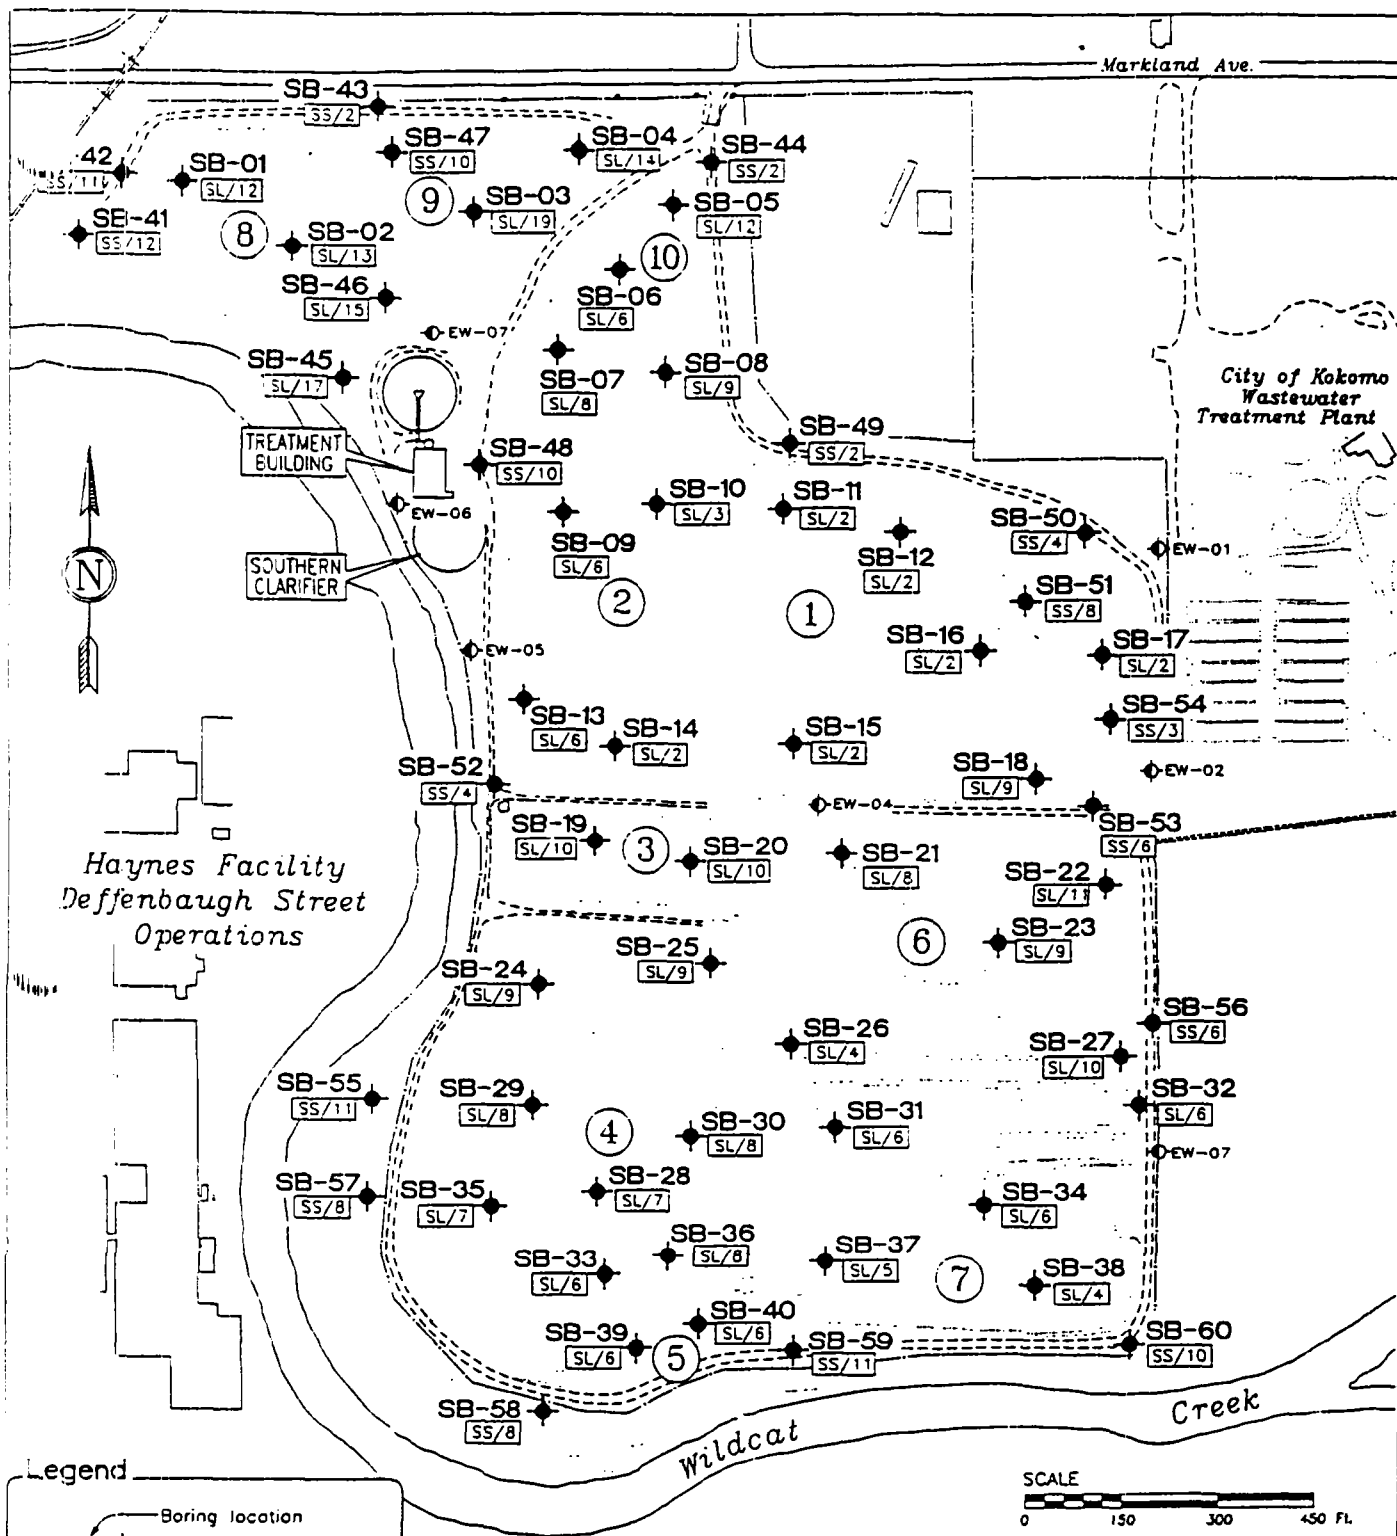 Markland Ave.
SB-43
SS/2
SB-47
SS/10
SB-04
SL/14
SB-44
SS/2
42
SS/11
SB-01
SL/12
SB-03
SL/19
SB-05
SL/12
9
SB-41
SS/12
8
SB-02
SL/13
10
SB-46
SL/15
SB-06
SL/6
EW-07
SB-45
SL/17
SB-07
SL/8
SB-08
SL/9
City of Kokomo
Wastewater
Treatment Plant
TREATMENT
BUILDING
SB-48
SS/10
SB-49
SS/2
EW-06
SB-10
SL/3
SB-11
SL/2
SB-50
SS/4
SB-09
SL/6
SB-12
SL/2
EW-01
N
SOUTHERN
CLARIFIER
2
1
SB-51
SS/8
EW-05
SB-16
SL/2
SB-17
SL/2
SB-13
SL/6
SB-14
SL/2
SB-15
SL/2
SB-54
SS/3
SB-52
SS/4
SB-18
SL/9
EW-02
EW-04
SB-19
SL/10
3
SB-20
SL/10
SB-21
SL/8
SB-53
SS/6
Haynes Facility
Deffenbaugh Street
Operations
SB-22
SL/11
6
SB-23
SL/9
SB-24
SL/9
SB-25
SL/9
SB-56
SS/6
SB-26
SL/4
SB-27
SL/10
SB-55
SS/11
SB-29
SL/8
SB-32
SL/6
4
SB-30
SL/8
SB-31
SL/6
EW-07
SB-57
SS/8
SB-35
SL/7
SB-28
SL/7
SB-34
SL/6
SB-33
SL/6
SB-36
SL/8
SB-37
SL/5
7
SB-38
SL/4
SB-39
SL/6
SB-40
SL/6
5
SB-59
SS/11
SB-60
SS/10
SB-58
SS/8
Wildcat Creek
Legend
Boring location
SCALE
0 150 300 450 Ft.